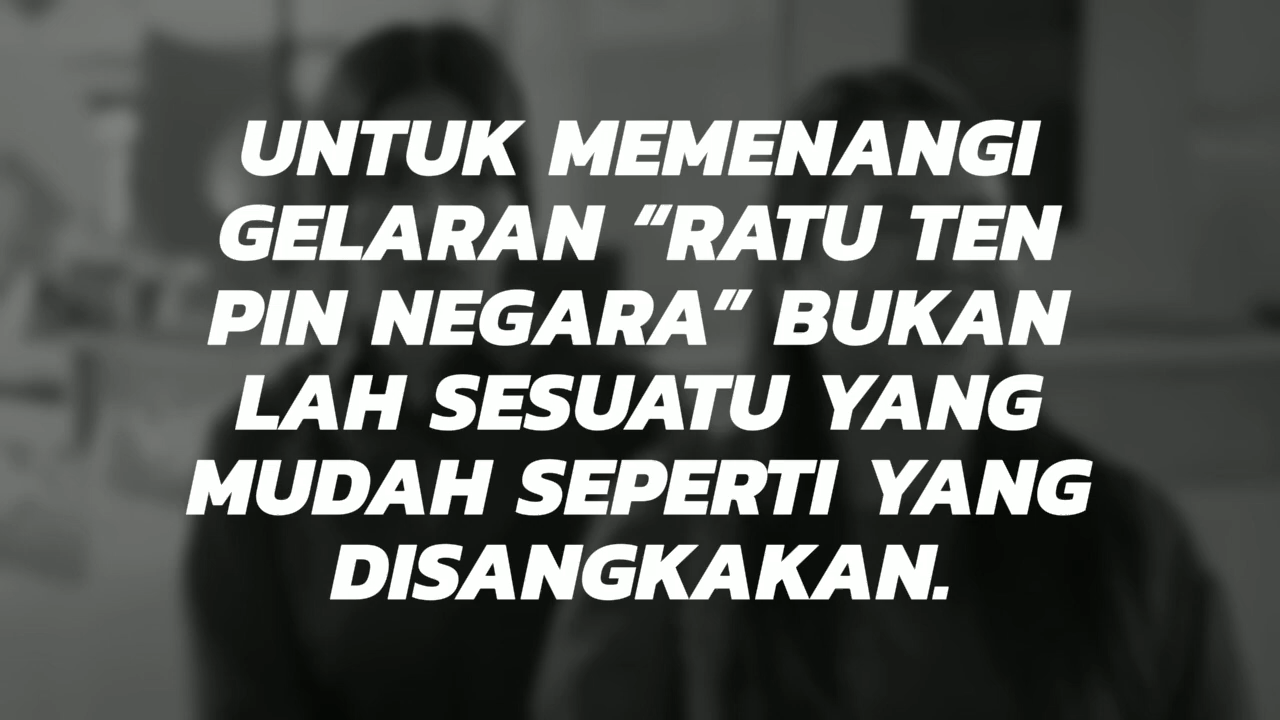 UNTUK MEMENANGI
GELARAN “RATU TEN
PIN NEGARA” BUKAN
LAH SESUATU YANG
MUDAH SEPERTI YANG
DISANGKAKAN.